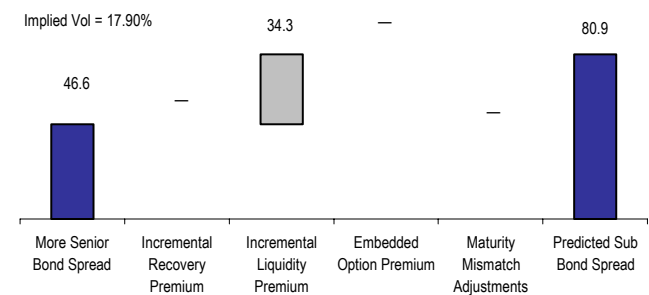 Implied Vol = 17.90%
34.3
—
80.9
46.6
—
—
More Senior
Bond Spread
Incremental
Recovery
Premium
Incremental
Liquidity
Premium
Embedded
Option Premium
Maturity
Mismatch
Adjustments
Predicted Sub
Bond Spread